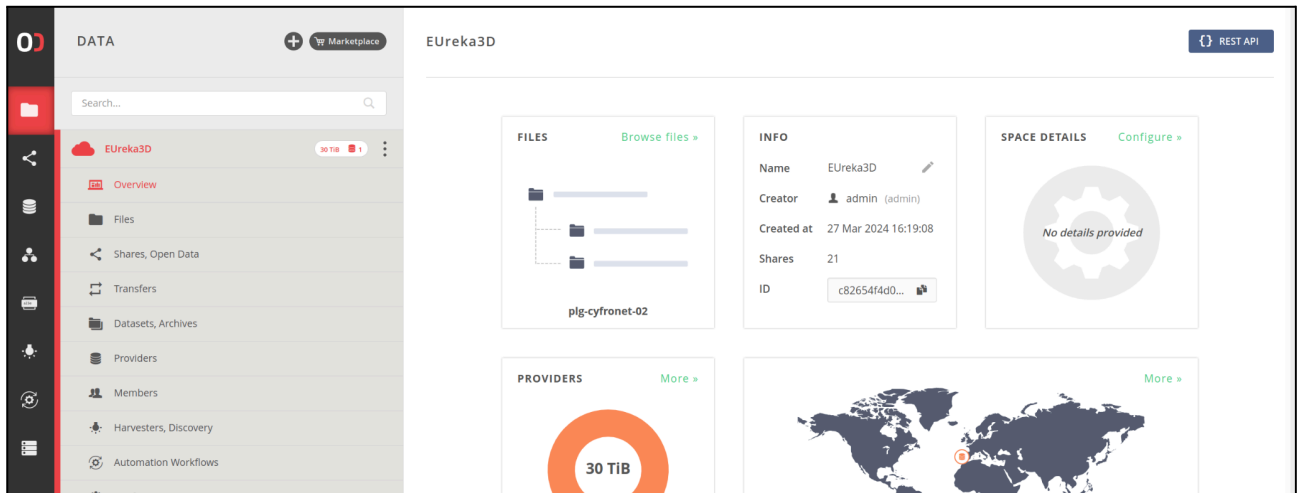 DATA
Marketplace
Search...
EUreka3D
30 TiB 1
Overview
Files
Shares, Open Data
Transfers
Datasets, Archives
Providers
Members
Harvesters, Discovery
Automation Workflows
EUreka3D
{} REST API
FILES Browse files »
plg-cyfronet-02
INFO
Name EUreka3D
Creator admin (admin)
Created at 27 Mar 2024 16:19:08
Shares 21
ID c82654f4d0...
SPACE DETAILS Configure »
No details provided
PROVIDERS More »
30 TiB
More »